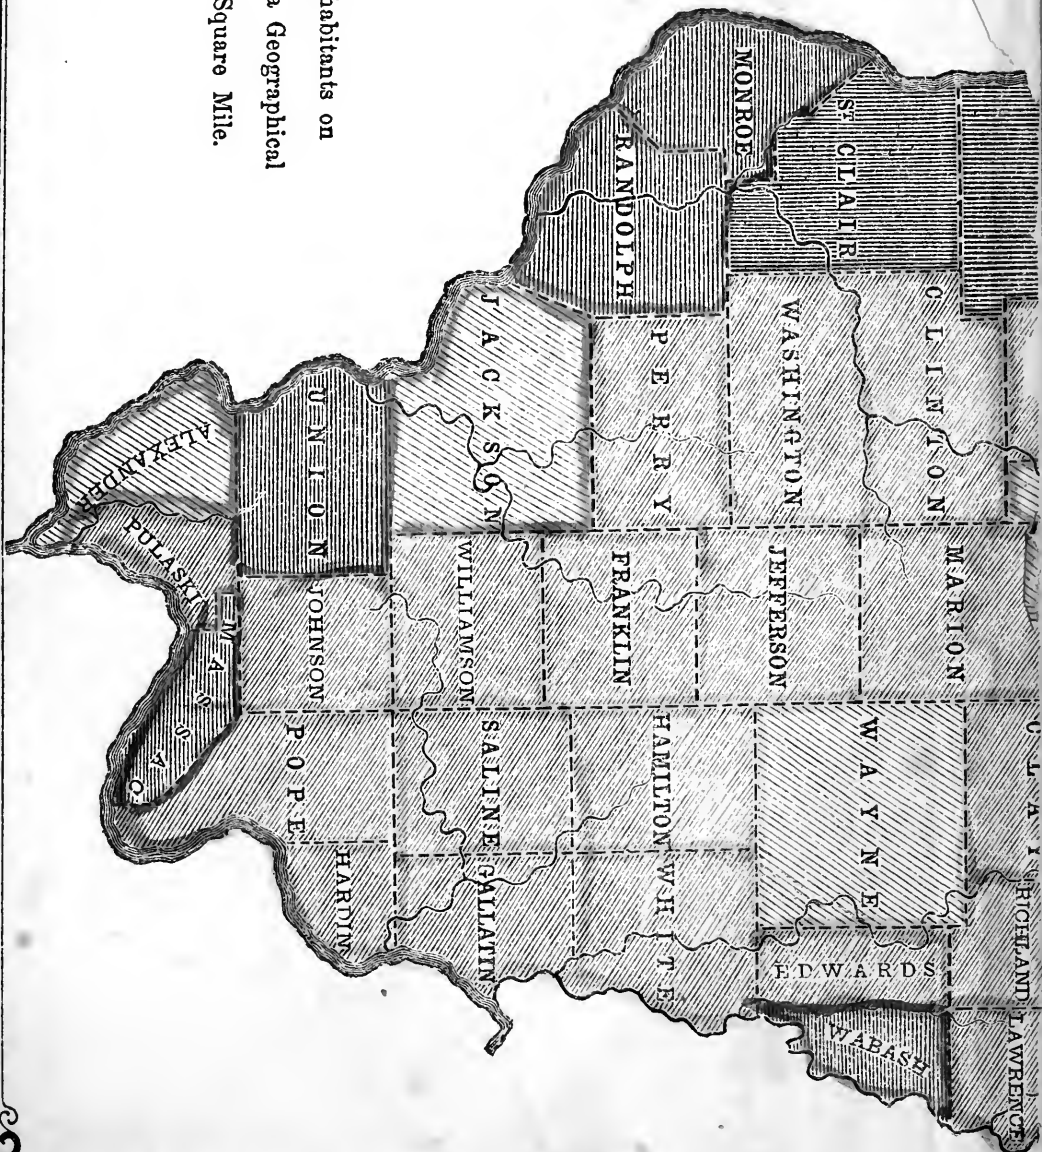 habitants on
a Geographical
Square Mile.
MONROE
ST. CLAIR
RANDOLPH
CLINTON
WASHINGTON
PERRY
JACKSON
UNION
ALEXANDER
PULASKI
MASSAC
JOHNSON
WILLIAMSON
FRANKLIN
JEFFERSON
MARION
CLAY
WAYNE
HAMILTON
SALINE
POPE
HARDIN
GALLATIN
WHITE
EDWARDS
WABASH
RICHLAND
LAWRENCE